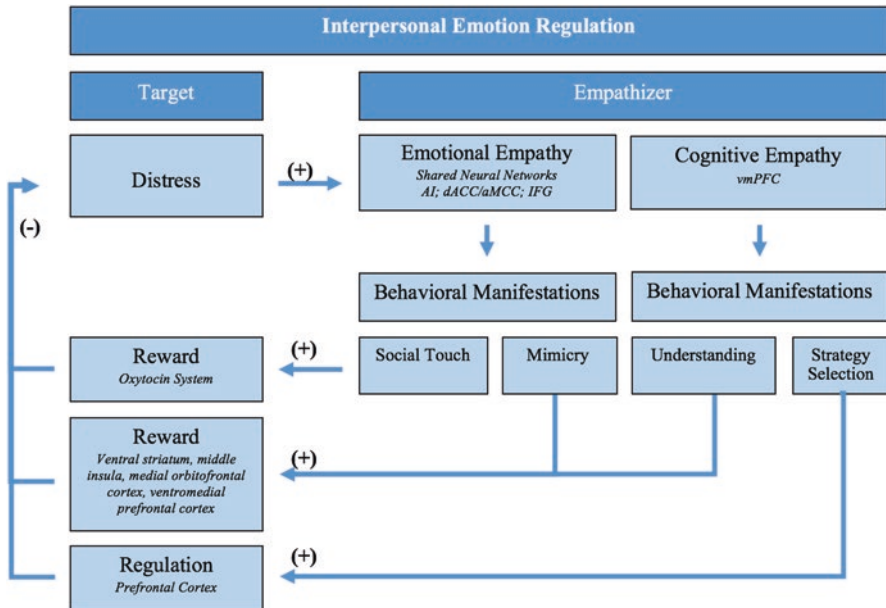 Interpersonal Emotion Regulation
Target
Empathizer
Distress
(+)
Emotional Empathy
Shared Neural Networks
AI; dACC/aMCC; IFG
Cognitive Empathy
vmPFC
(-)
Behavioral Manifestations
Behavioral Manifestations
Reward
Oxytocin System
(+)
Social Touch
Mimicry
Understanding
Strategy
Selection
Reward
Ventral striatum, middle
insula, medial orbitofrontal
cortex, ventromedial
prefrontal cortex
(+)
Regulation
Prefrontal Cortex
(+)